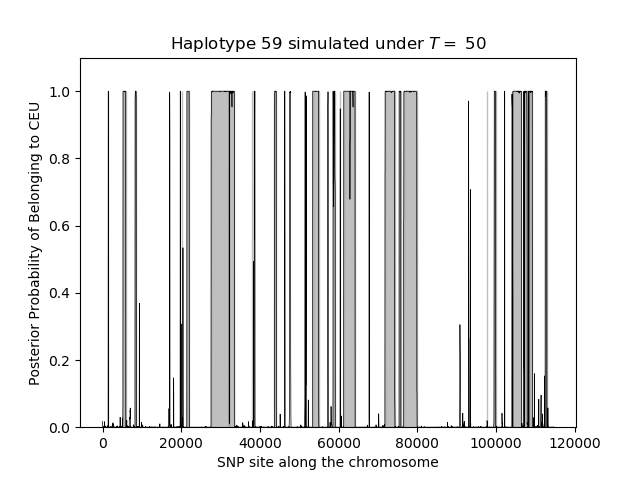 Haplotype 59 simulated under T = 50
Posterior Probability of Belonging to CEU
1.0
0.8
0.6
0.4
0.2
0.0
0 20000 40000 60000 80000 100000 120000
SNP site along the chromosome